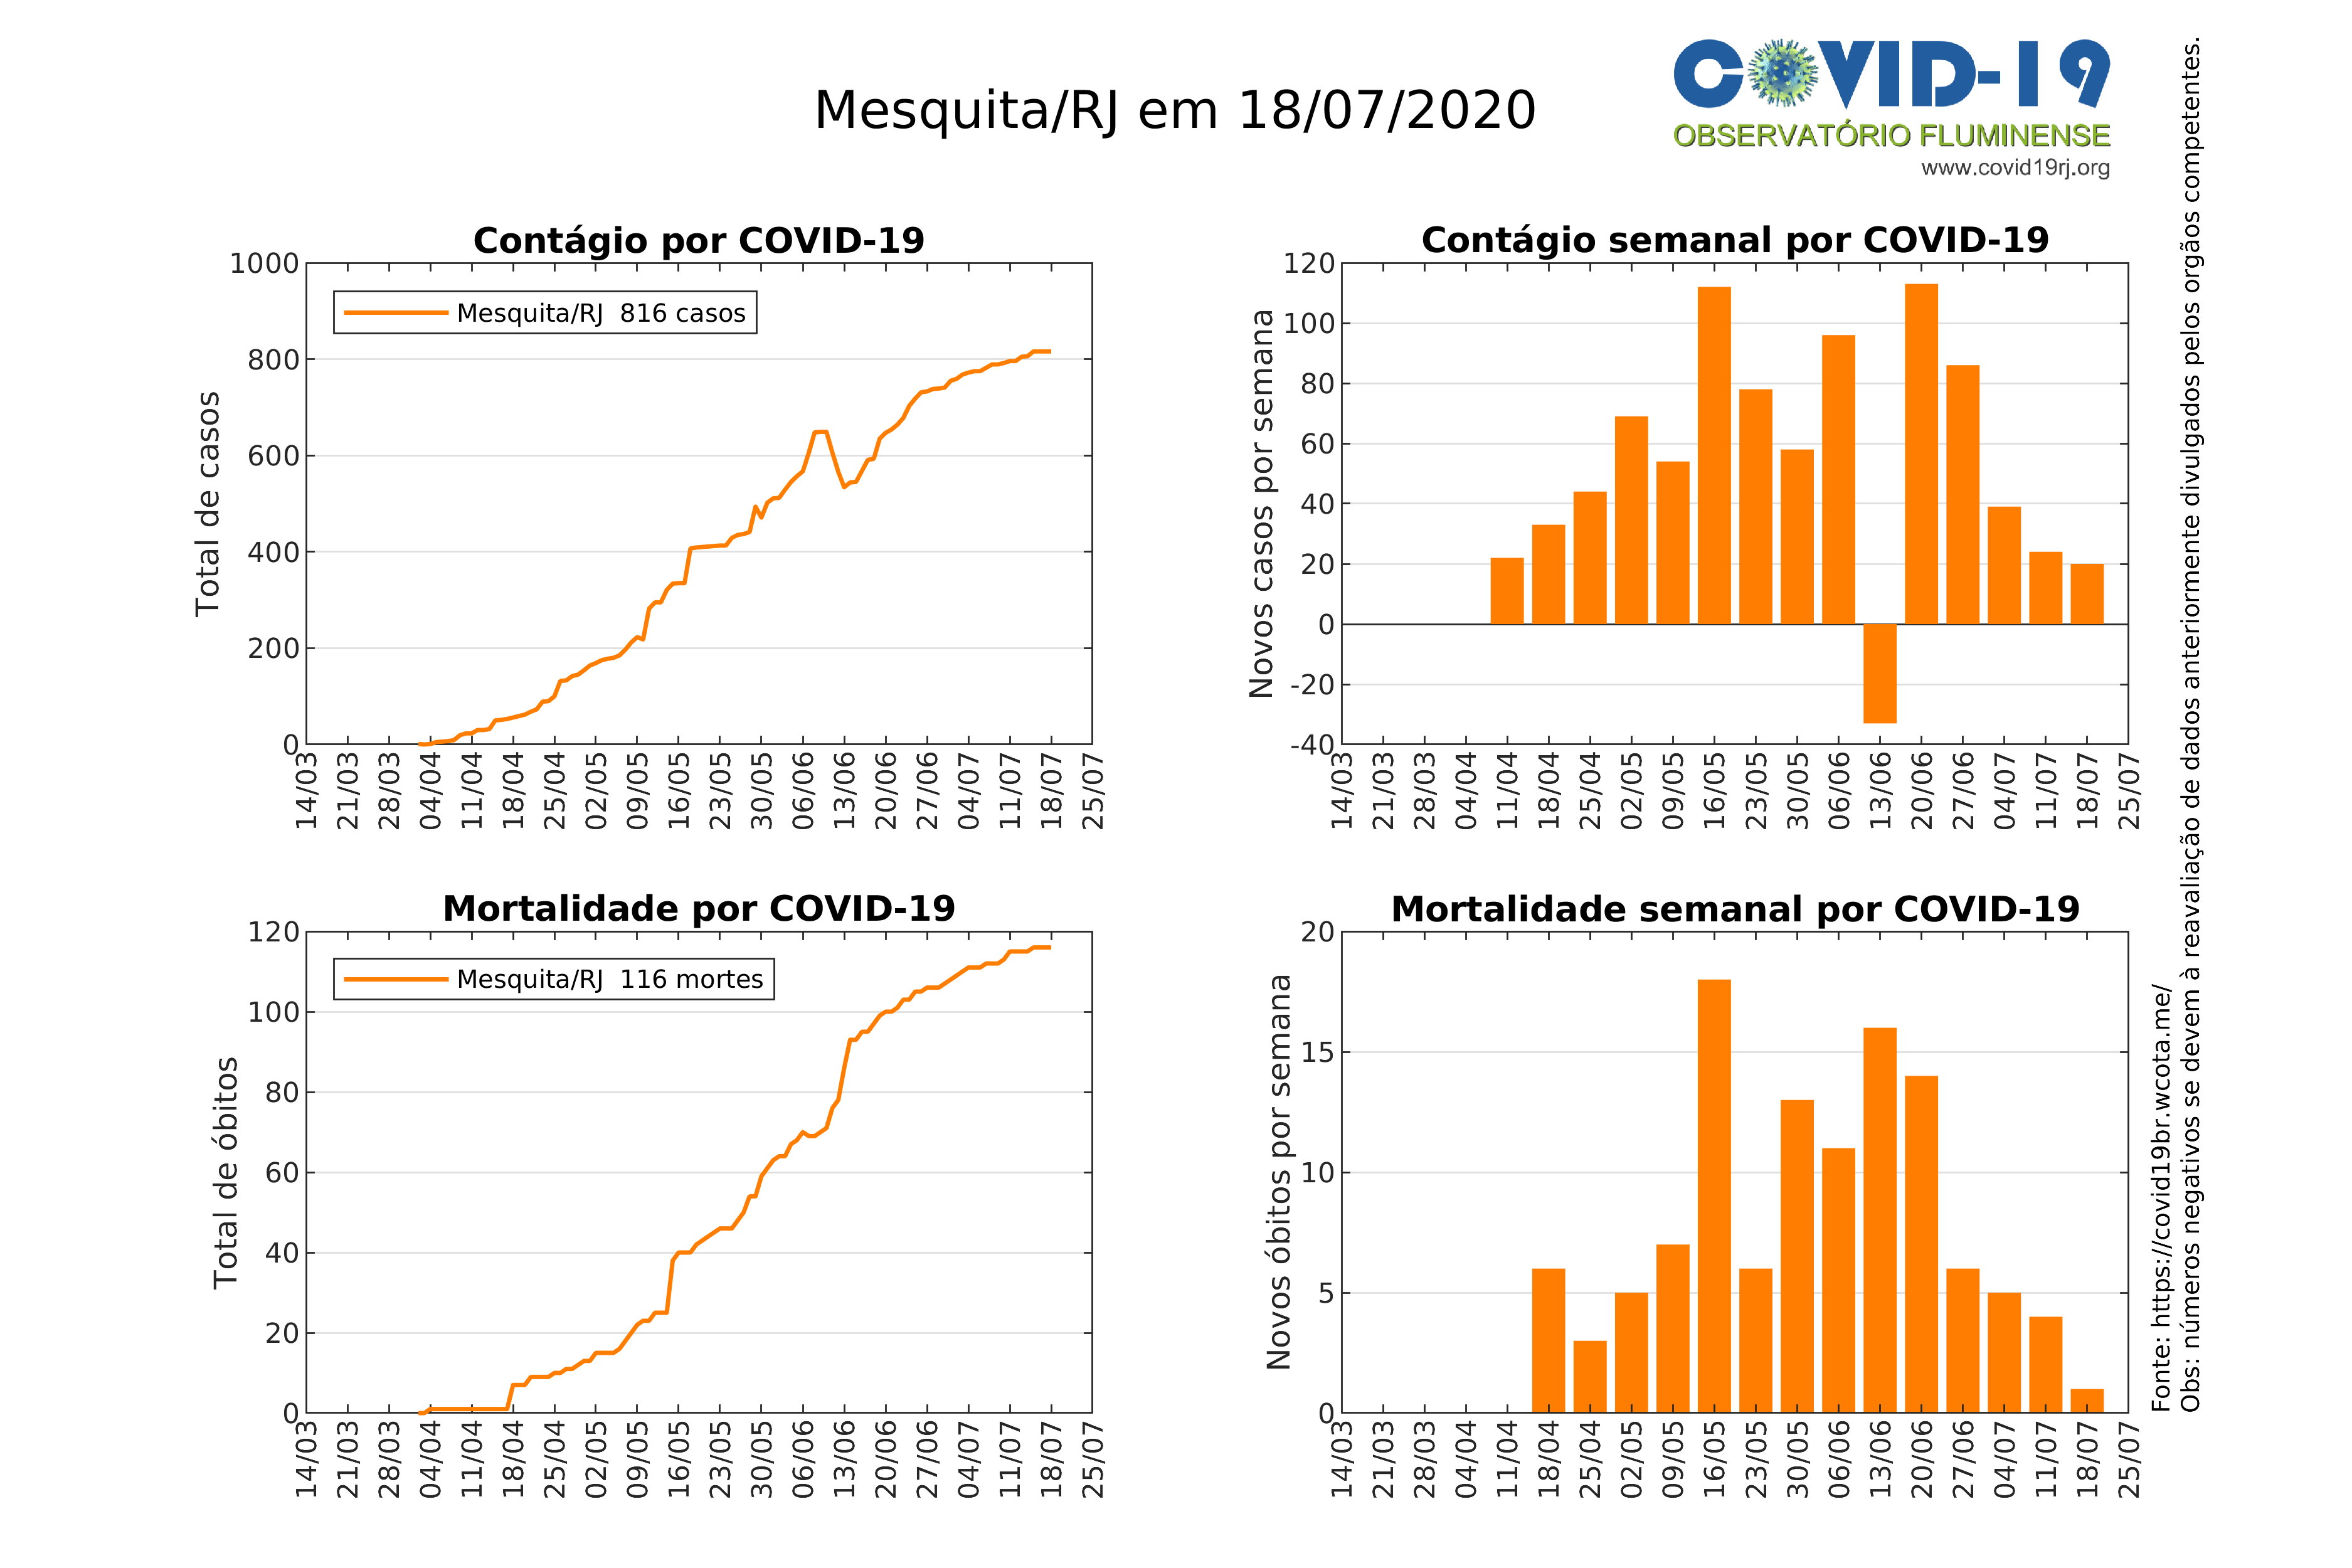 Mesquita/RJ em 18/07/2020
COVID-19
OBSERVATÓRIO FLUMINENSE
www.covid19rj.org
Contágio por COVID-19
Total de casos
1000
800
600
400
200
0
Mesquita/RJ 816 casos
14/03 21/03 28/03 04/04 11/04 18/04 25/04 02/05 09/05 16/05 23/05 30/05 06/06 13/06 20/06 27/06 04/07 11/07 18/07 25/07
Contágio semanal por COVID-19
Novos casos por semana
120
100
80
60
40
20
0
-20
-40
14/03 21/03 28/03 04/04 11/04 18/04 25/04 02/05 09/05 16/05 23/05 30/05 06/06 13/06 20/06 27/06 04/07 11/07 18/07 25/07
Mortalidade por COVID-19
Total de óbitos
120
100
80
60
40
20
0
Mesquita/RJ 116 mortes
14/03 21/03 28/03 04/04 11/04 18/04 25/04 02/05 09/05 16/05 23/05 30/05 06/06 13/06 20/06 27/06 04/07 11/07 18/07 25/07
Mortalidade semanal por COVID-19
Novos óbitos por semana
20
15
10
5
0
14/03 21/03 28/03 04/04 11/04 18/04 25/04 02/05 09/05 16/05 23/05 30/05 06/06 13/06 20/06 27/06 04/07 11/07 18/07 25/07
Fonte: https://covid19br.wcota.me/
Obs: números negativos se devem à reavaliação de dados anteriormente divulgados pelos orgãos competentes.